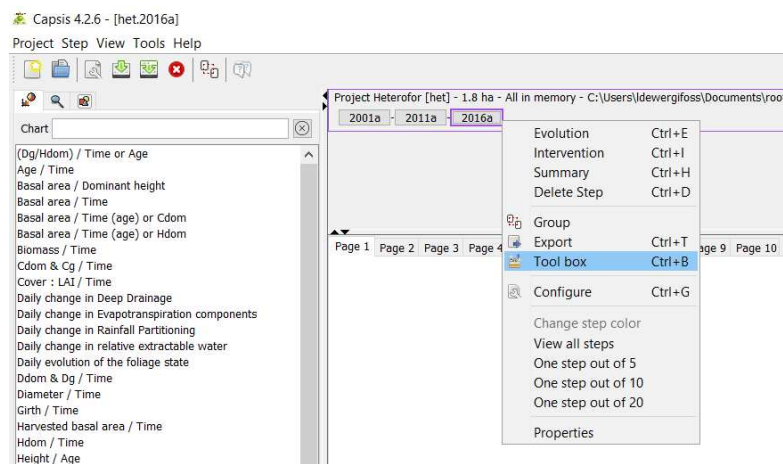 Capsis 4.2.6 - [het.2016a]
Project Step View Tools Help
Chart
(Dg/Hdom) / Time or Age
Age / Time
Basal area / Dominant height
Basal area / Time
Basal area / Time (age) or Cdom
Basal area / Time (age) or Hdom
Biomass / Time
Cdom & Cg / Time
Cover : LAI / Time
Daily change in Deep Drainage
Daily change in Evapotranspiration components
Daily change in Rainfall Partitioning
Daily change in relative extractable water
Daily evolution of the foliage state
Ddom & Dg / Time
Diameter / Time
Girth / Time
Harvested basal area / Time
Hdom / Time
Height / Age
Project Heterofor [het] - 1.8 ha - All in memory - C:\Users\ldewergifoss\Documents\roo
2001a - 2011a - 2016a
Evolution Ctrl+E
Intervention Ctrl+I
Summary Ctrl+H
Delete Step Ctrl+D
Group
Export Ctrl+T
Tool box Ctrl+B
Configure Ctrl+G
Change step color
View all steps
One step out of 5
One step out of 10
One step out of 20
Properties
Page 1 Page 2 Page 3 Page 4 age 9 Page 10